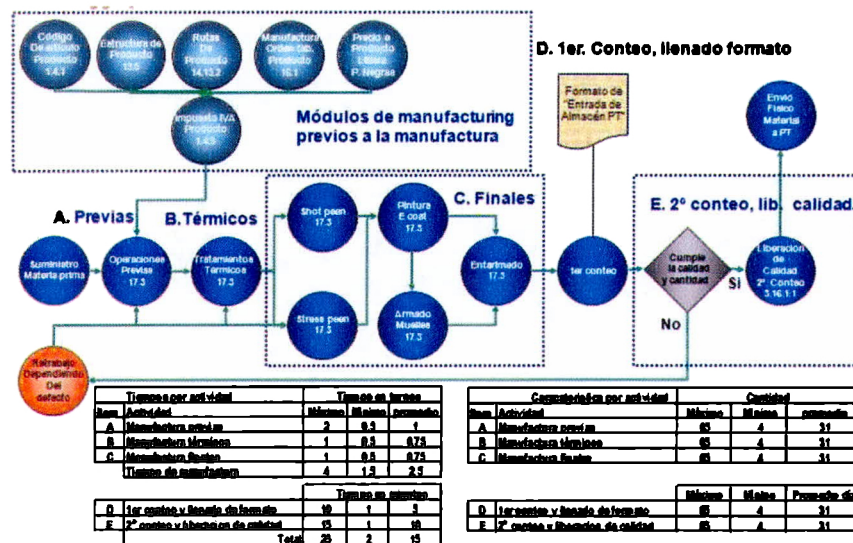 Código
De artículo
Producto
1.4.1
Estructura de
Producto
13.5
Rutas
De
Producto
14.13.2
Manufactura
Orden fab.
Producto
16.1
Precio a
Producto
L. Negras
Impuesto IVA
Producto
1.4.3
Módulos de manufacturing
previos a la manufactura
D. 1er. Conteo, llenado formato
Formato de
"Entrada de
Almacén PT"
Envío
Físico
Material
a PT
A. Previas
B.Térmicos
C. Finales
E. 2º conteo, lib. calidad.
Suministro
Materia prima
Operaciones
Previas
17.3
Tratamientos
Térmicos
17.3
Shot peen
17.3
Stress peen
17.3
Pintura
E coat
17.3
Armado
Muelles
17.3
Entarimado
17.3
1er conteo
Cumple
la calidad
y cantidad
Si
No
Liberación
de
Calidad
2º. Conteo
3.16.1.1
Retrabajo
Dependiendo
Del
defecto
Tiempos por actividad Tiempos en turnos
Item Actividad Máximo Mínimo promedio
A Manufactura previas 2 0.5 1
B Manufactura térmicos 1 0.5 0.75
C Manufactura finales 1 0.5 0.75
Tiempo de manufactura 4 1.5 2.5
Tiempo en minutos
D 1er conteo y llenado de formato 10 1 5
E 2º conteo y liberacion de calidad 15 1 10
Total 25 2 15
Característica por actividad Cantidad
Item Actividad Máximo Mínimo promedio
A Manufactura previas 65 4 31
B Manufactura térmicos 65 4 31
C Manufactura finales 65 4 31
Máximo Mínimo Promedio día
D 1er conteo y llenado de formato 65 4 31
E 2º conteo y liberacion de calidad 65 4 31